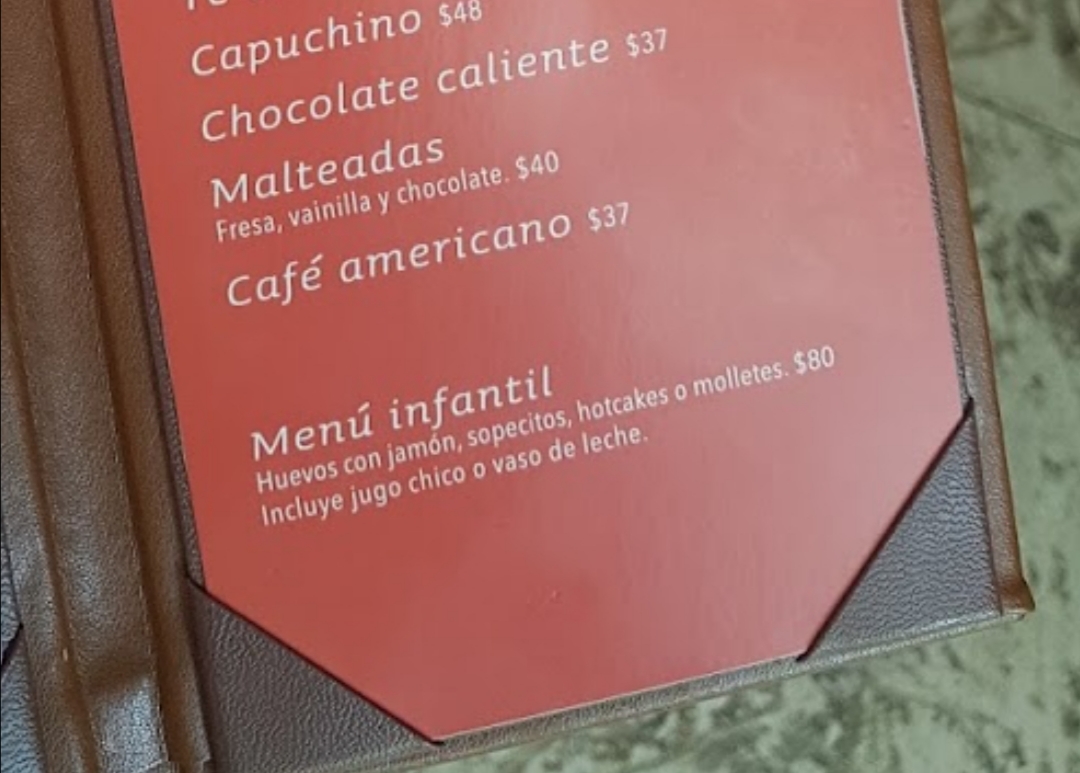 Capuchino $48
Chocolate caliente $37
Malteadas
Fresa, vainilla y chocolate. $40
Café americano $37
Menú infantil
Huevos con jamón, sopecitos, hotcakes o molletes. $80
Incluye jugo chico o vaso de leche.